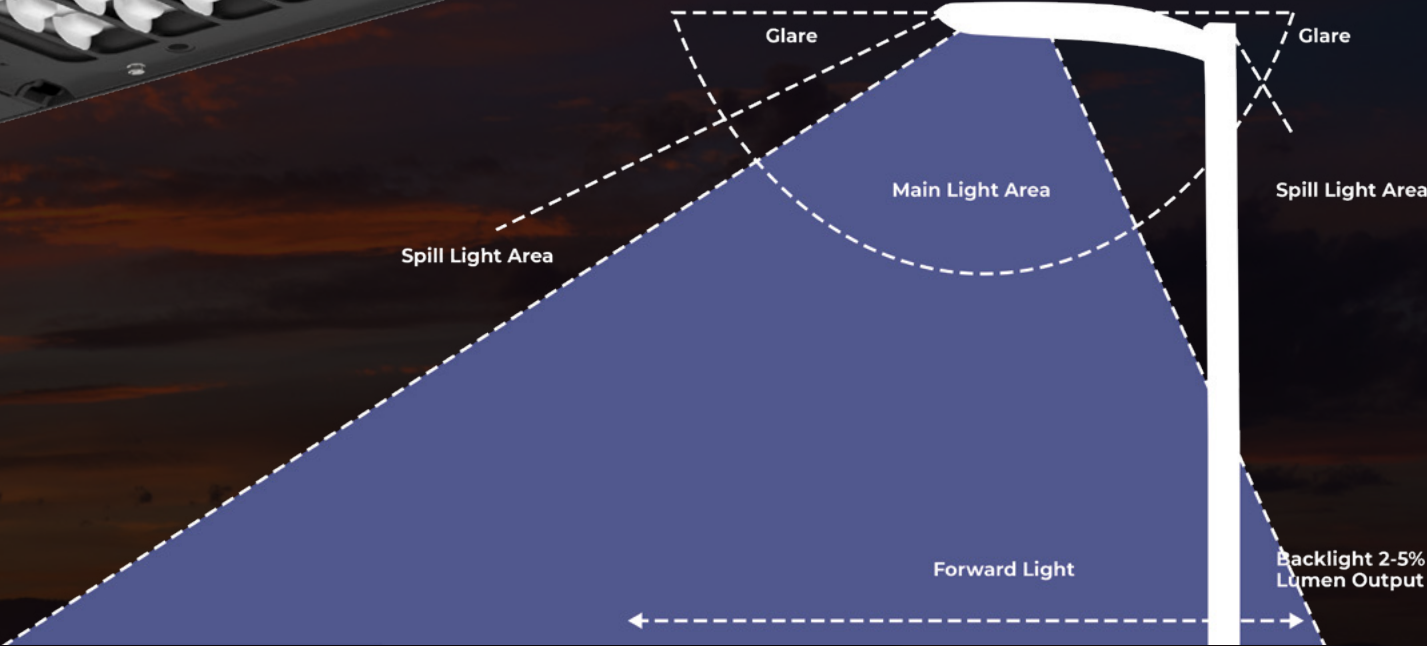 Glare
Glare
Main Light Area
Spill Light Area
Spill Light Area
Forward Light
Backlight 2-5%
Lumen Output